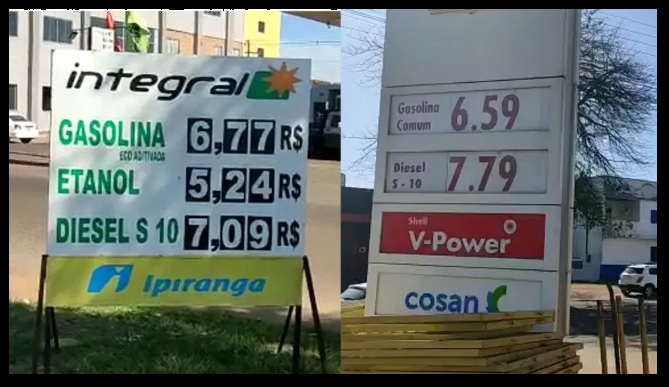 integral
GASOLINA 6,77 R$
ECO ADITIVADA
ETANOL 5,24 R$
DIESEL S 10 7,09 R$
Ipiranga
Gasolina
Comum 6.59
Diesel
S-10 7.79
Shell
V-Power
cosan